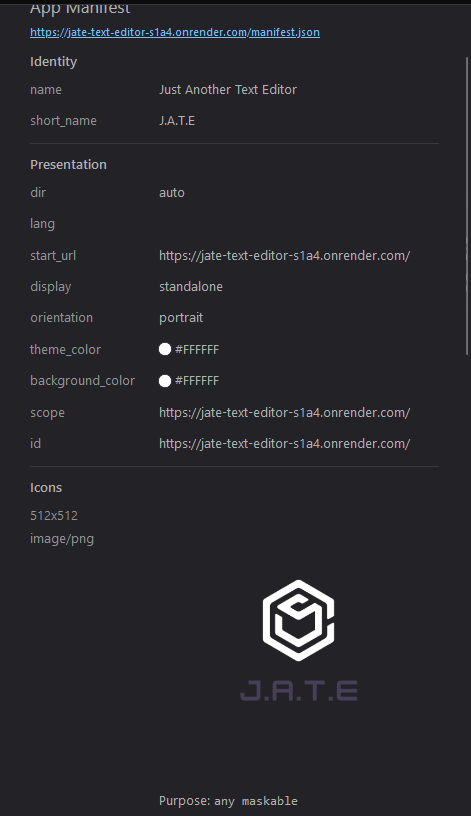 App Manifest
https://jate-text-editor-s1a4.onrender.com/manifest.json
Identity
name Just Another Text Editor
short_name J.A.T.E
Presentation
dir auto
lang
start_url https://jate-text-editor-s1a4.onrender.com/
display standalone
orientation portrait
theme_color #FFFFFF
background_color #FFFFFF
scope https://jate-text-editor-s1a4.onrender.com/
id https://jate-text-editor-s1a4.onrender.com/
Icons
512x512
image/png
J.A.T.E
Purpose: any maskable